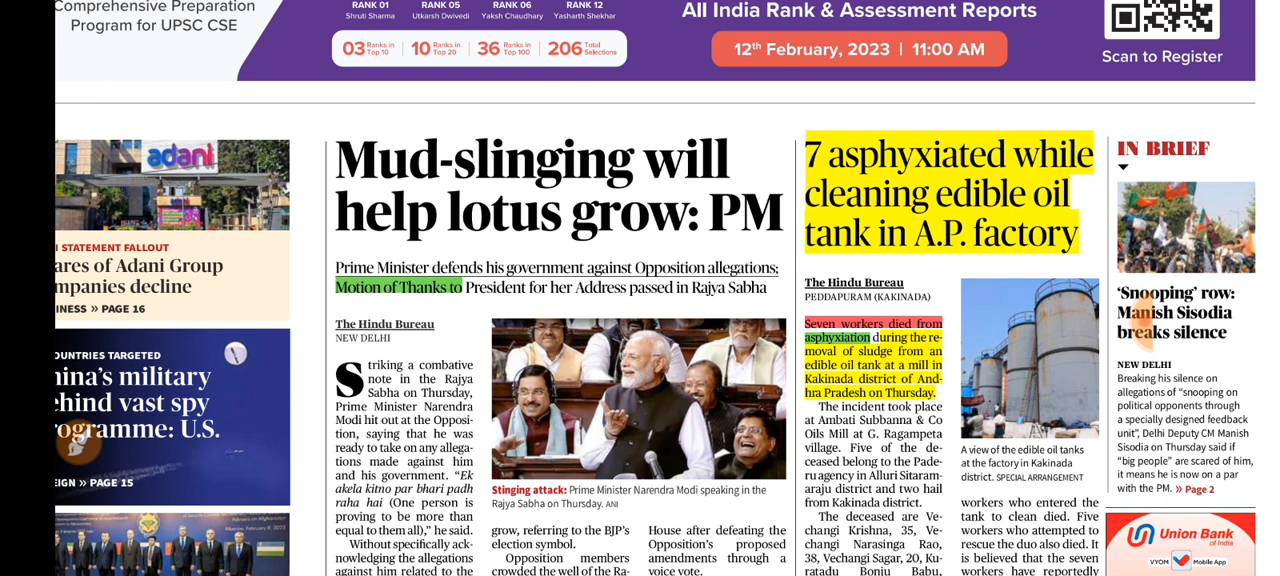 Comprehensive Preparation
Program for UPSC CSE
RANK 01
Shruti Sharma
RANK 05
Utkarsh Dwivedi
RANK 06
Yaksh Chaudhary
RANK 12
Yasharth Shekhar
03 Ranks in Top 10
10 Ranks in Top 20
36 Ranks in Top 100
206 Total Selections
All India Rank & Assessment Reports
12th February, 2023 | 11:00 AM
Scan to Register
adani
STATEMENT FALLOUT
ares of Adani Group
mpanies decline
INESS » PAGE 16
OUNTRIES TARGETED
hina's military
ehind vast spy
rogramme: U.S.
EIGN » PAGE 15
Mud-slinging will
help lotus grow: PM
Prime Minister defends his government against Opposition allegations:
Motion of Thanks to President for her Address passed in Rajya Sabha
The Hindu Bureau
NEW DELHI
Striking a combative
note in the Rajya
Sabha on Thursday,
Prime Minister Narendra
Modi hit out at the Opposi-
tion, saying that he was
ready to take on any allega-
tions made against him
and his government. “Ek
akela kitno par bhari padh
raha hai (One person is
proving to be more than
equal to them all),” he said.
Without specifically ack-
nowledging the allegations
against him related to the
Stinging attack: Prime Minister Narendra Modi speaking in the
Rajya Sabha on Thursday. ANI
grow, referring to the BJP’s
election symbol.
Opposition members
crowded the well of the Ra-
House after defeating the
Opposition’s proposed
amendments through a
voice vote.
7 asphyxiated while
cleaning edible oil
tank in A.P. factory
The Hindu Bureau
PEDDAPURAM (KAKINADA)
Seven workers died from
asphyxiation during the re-
moval of sludge from an
edible oil tank at a mill in
Kakinada district of And-
hra Pradesh on Thursday.
The incident took place
at Ambati Subbanna & Co
Oils Mill at G. Ragampeta
village. Five of the de-
ceased belong to the Pade-
ru agency in Alluri Sitaram-
araju district and two hail
from Kakinada district.
The deceased are Ve-
changi Krishna, 35, Ve-
changi Narasinga Rao,
38, Vechangi Sagar, 20, Ku-
ratadu Bonju Babu,
A view of the edible oil tanks
at the factory in Kakinada
district. SPECIAL ARRANGEMENT
workers who entered the
tank to clean died. Five
workers who attempted to
rescue the duo also died. It
is believed that the seven
workers have reportedly
IN BRIEF
‘Snooping’ row:
Manish Sisodia
breaks silence
NEW DELHI
Breaking his silence on
allegations of “snooping on
political opponents through
a specially designed feedback
unit”, Delhi Deputy CM Manish
Sisodia on Thursday said if
“big people” are scared of him,
it means he is now on a par
with the PM. » Page 2
Union Bank
of India
VYOM Mobile App